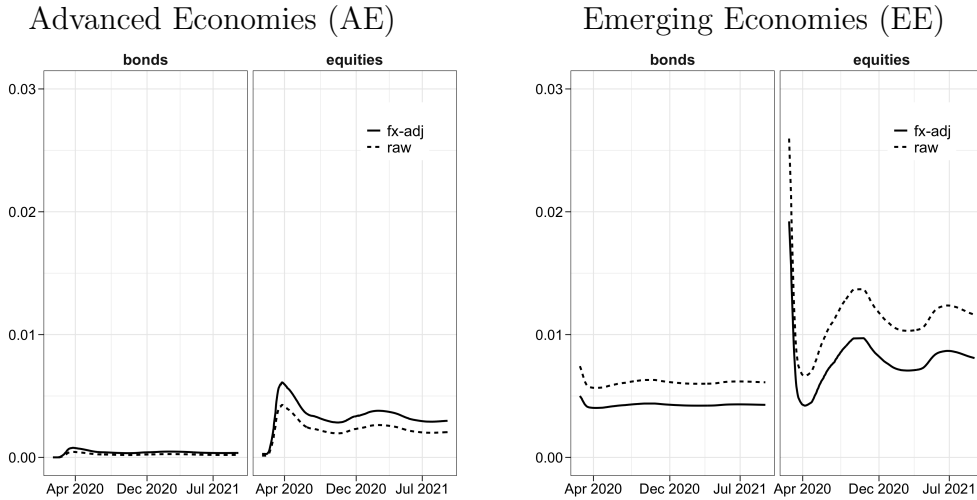 Advanced Economies (AE)
Emerging Economies (EE)
bonds
equities
bonds
equities
0.03
0.02
0.01
0.00
fx-adj
raw
Apr 2020 Dec 2020 Jul 2021
Apr 2020 Dec 2020 Jul 2021
0.03
0.02
0.01
0.00
fx-adj
raw
Apr 2020 Dec 2020 Jul 2021
Apr 2020 Dec 2020 Jul 2021